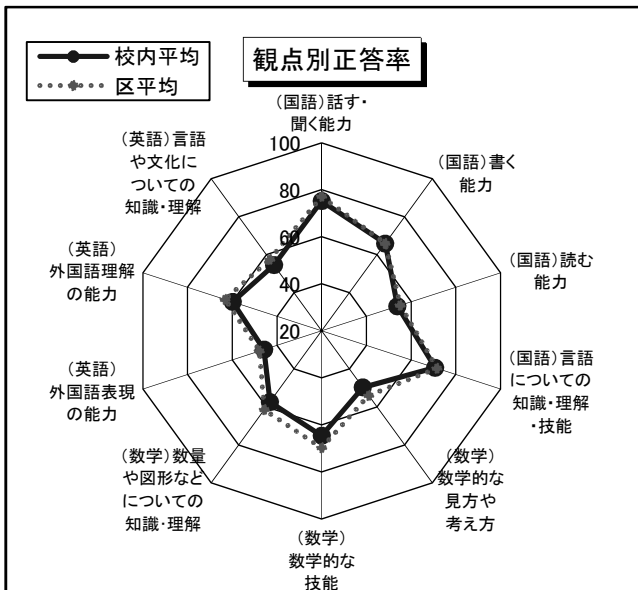 校内平均
区平均
観点別正答率
(国語)話す・
聞く能力
(国語)書く
能力
(国語)読む
能力
(国語)言語
についての
知識・理解
・技能
(数学)
数学的な
見方や
考え方
(数学)
数学的な
技能
(数学)数量
や図形など
についての
知識・理解
(英語)
外国語表現
の能力
(英語)
外国語理解
の能力
(英語)言語
や文化に
ついての
知識・理解
100
80
60
40
20